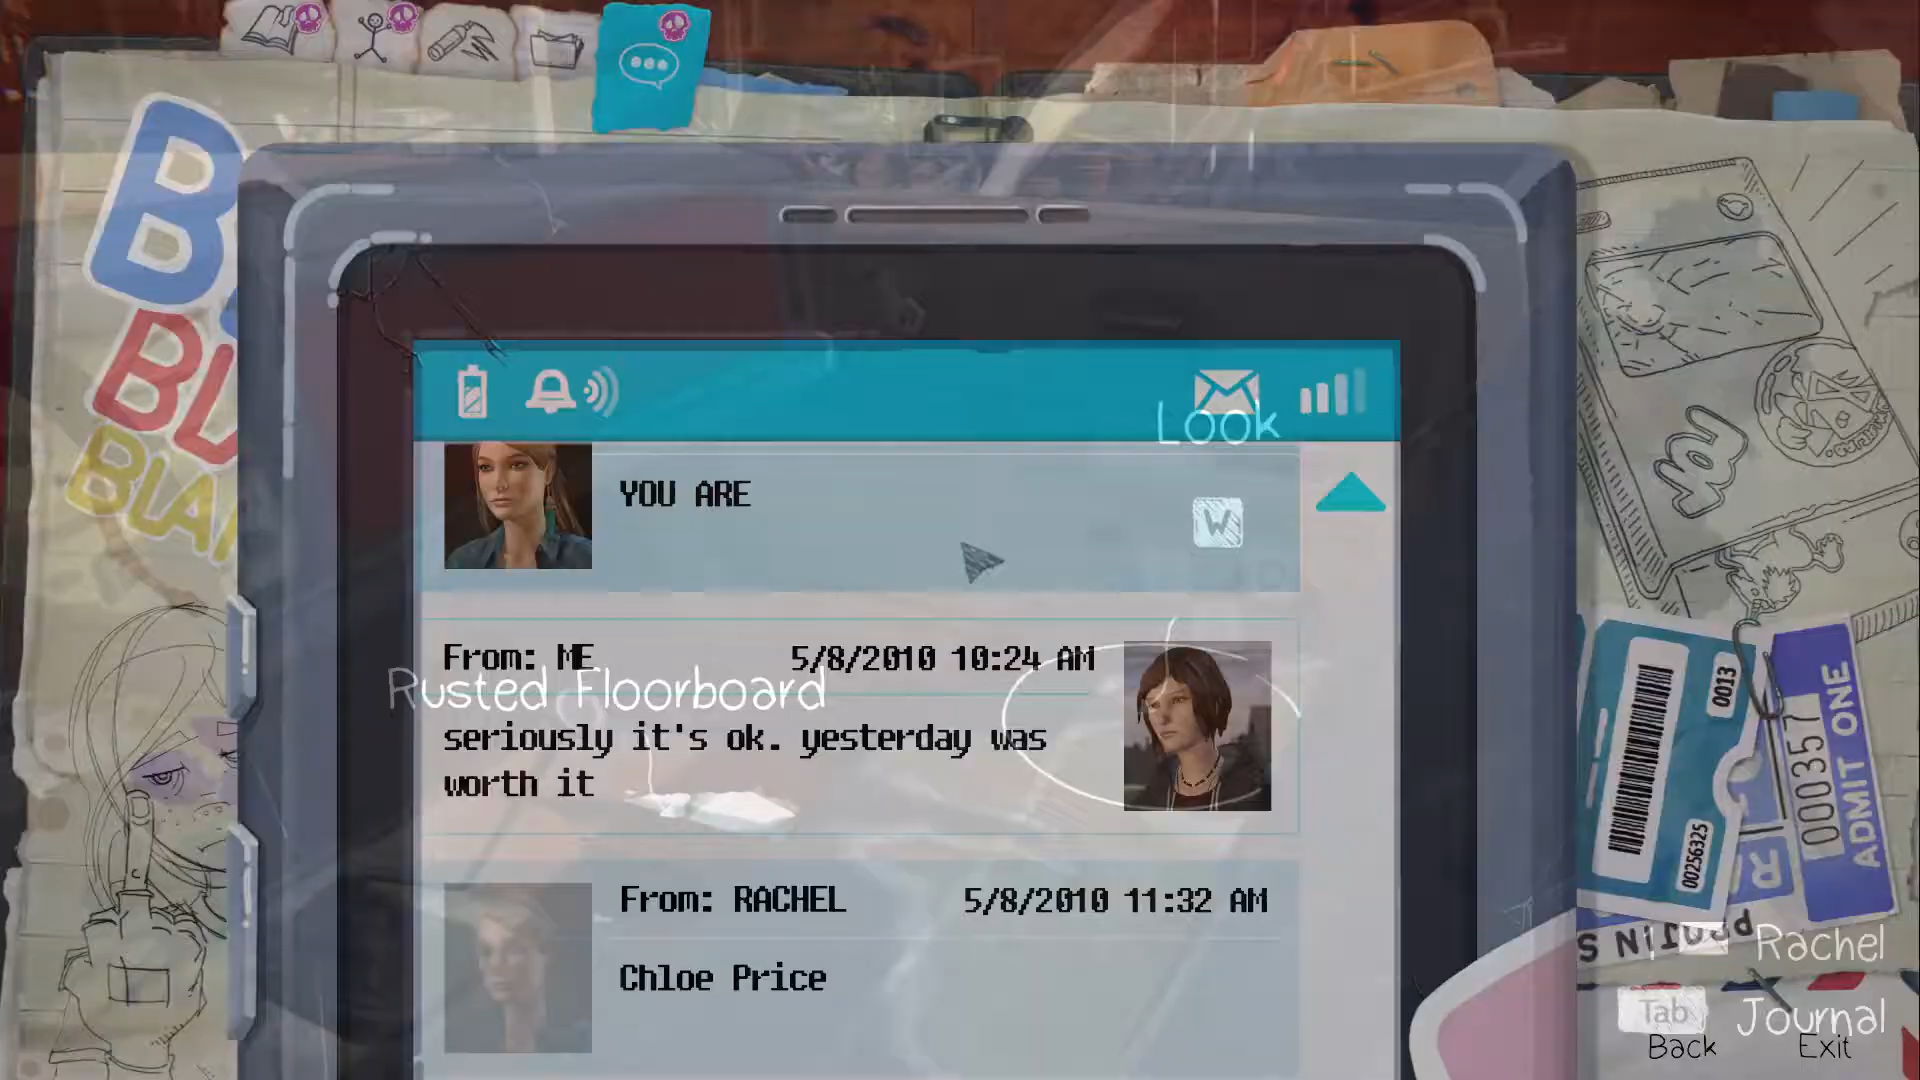 Look
YOU ARE
W
From: ME 5/8/2010 10:24 AM
Rusted Floorboard
seriously it's ok. yesterday was
worth it
From: RACHEL 5/8/2010 11:32 AM
Chloe Price
0013
00256325
000357
ADMIT ONE
Rachel
Tab Journal
Back Exit